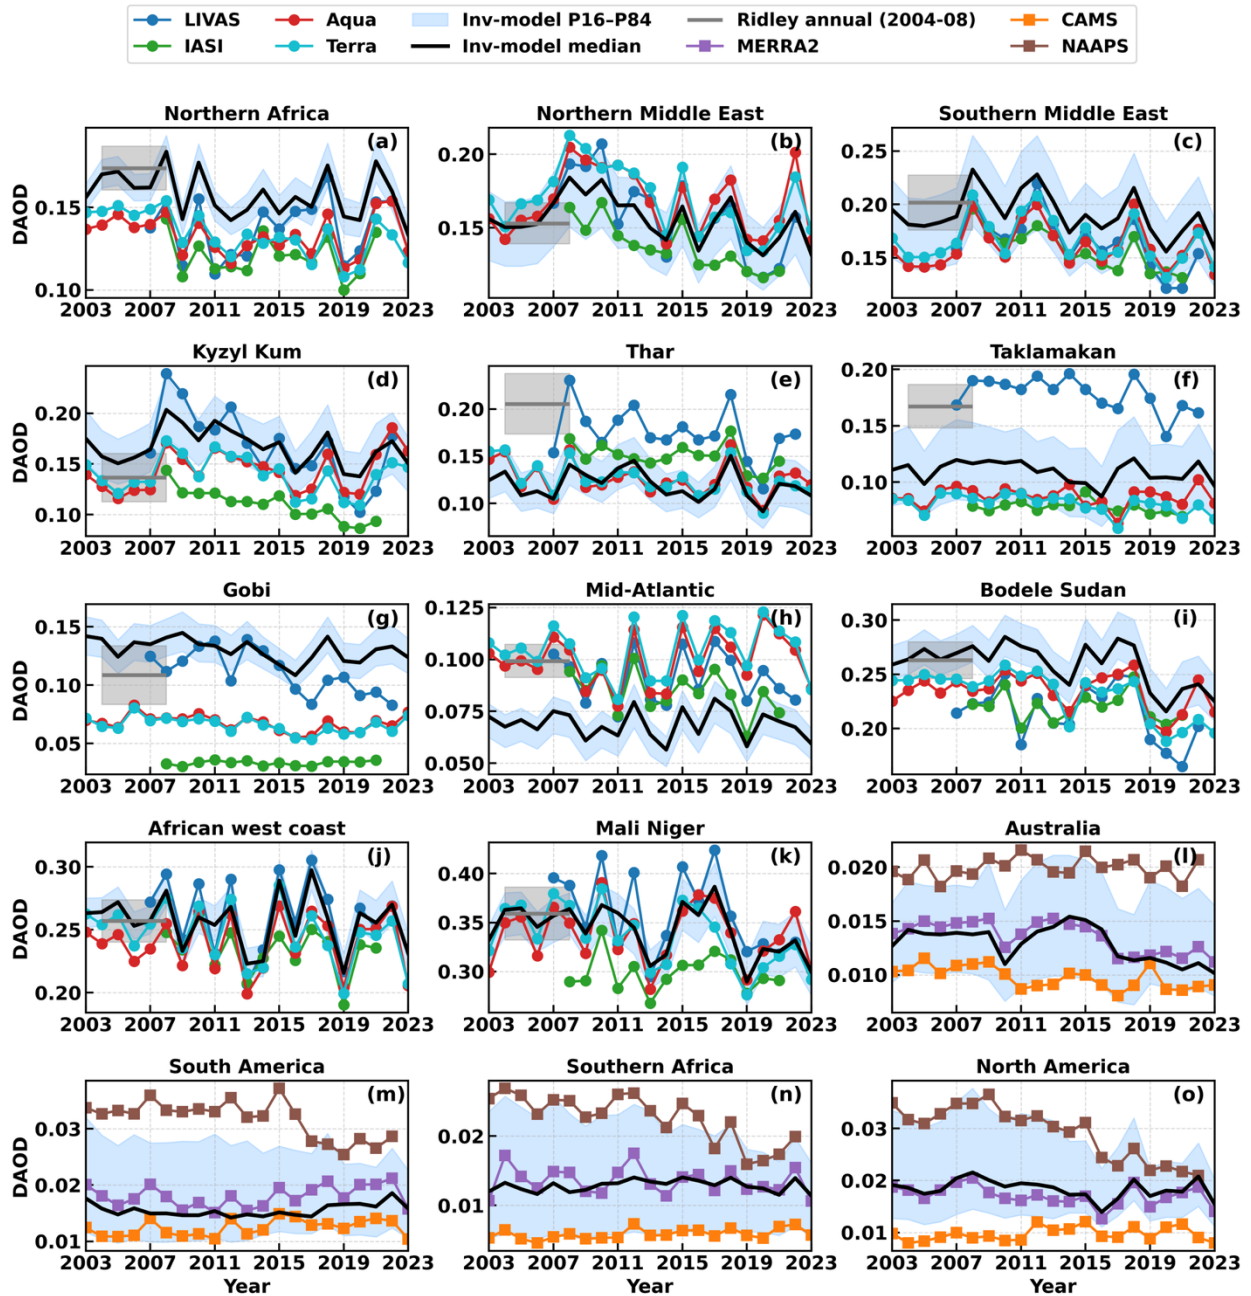 LIVAS Aqua Inv-model P16–P84 Ridley annual (2004-08) CAMS
IASI Terra Inv-model median MERRA2 NAAPS
Northern Africa Northern Middle East Southern Middle East
(a) (b) (c)
DAOD
0.15
0.10
0.20
0.15
0.25
0.20
0.15
2003 2007 2011 2015 2019 2023 2003 2007 2011 2015 2019 2023 2003 2007 2011 2015 2019 2023
Kyzyl Kum Thar Taklamakan
(d) (e) (f)
DAOD
0.20
0.15
0.10
0.20
0.15
0.10
0.20
0.15
0.10
2003 2007 2011 2015 2019 2023 2003 2007 2011 2015 2019 2023 2003 2007 2011 2015 2019 2023
Gobi Mid-Atlantic Bodele Sudan
(g) (h) (i)
DAOD
0.15
0.10
0.05
0.125
0.100
0.075
0.050
0.30
0.25
0.20
2003 2007 2011 2015 2019 2023 2003 2007 2011 2015 2019 2023 2003 2007 2011 2015 2019 2023
African west coast Mali Niger Australia
(j) (k) (l)
DAOD
0.30
0.25
0.20
0.40
0.35
0.30
0.020
0.015
0.010
2003 2007 2011 2015 2019 2023 2003 2007 2011 2015 2019 2023 2003 2007 2011 2015 2019 2023
South America Southern Africa North America
(m) (n) (o)
DAOD
0.03
0.02
0.01
0.02
0.01
0.03
0.02
0.01
2003 2007 2011 2015 2019 2023 2003 2007 2011 2015 2019 2023 2003 2007 2011 2015 2019 2023
Year Year Year